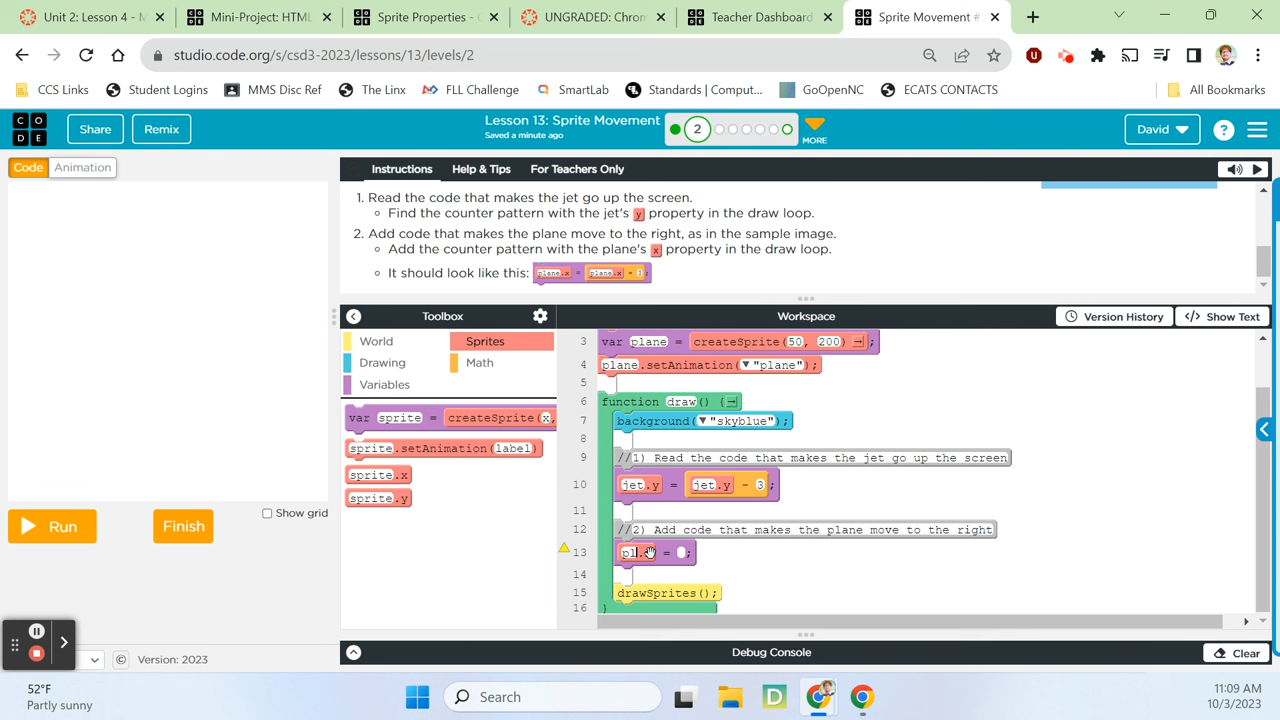 Unit 2: Lesson 4 - M
Mini-Project: HTML
Sprite Properties - C
UNGRADED: Chrom
Teacher Dashboard
Sprite Movement #
studio.code.org/s/csd3-2023/lessons/13/levels/2
CCS Links
Student Logins
MMS Disc Ref
The Linx
FLL Challenge
SmartLab
Standards | Comput...
GoOpenNC
ECATS CONTACTS
All Bookmarks
CODE
Share
Remix
Lesson 13: Sprite Movement
Saved a minute ago
2
MORE
David
?
Code
Animation
Instructions
Help & Tips
For Teachers Only
1. Read the code that makes the jet go up the screen.
Find the counter pattern with the jet's y property in the draw loop.
2. Add code that makes the plane move to the right, as in the sample image.
Add the counter pattern with the plane's x property in the draw loop.
It should look like this: plane.x = plane.x + 3;
Toolbox
Workspace
Version History
</> Show Text
World
Sprites
Drawing
Math
Variables
var sprite = createSprite(x,
sprite.setAnimation(label)
sprite.x
sprite.y
3 var plane = createSprite(50, 200);
4 plane.setAnimation("plane");
5
6 function draw() {
7 background("skyblue");
8
9 //1) Read the code that makes the jet go up the screen
10 jet.y = jet.y - 3;
11
12 //2) Add code that makes the plane move to the right
13 pl. = ;
14
15 drawSprites();
16 }
Run
Finish
Show grid
Debug Console
Clear
© Version: 2023
52°F
Partly sunny
Search
11:09 AM
10/3/2023